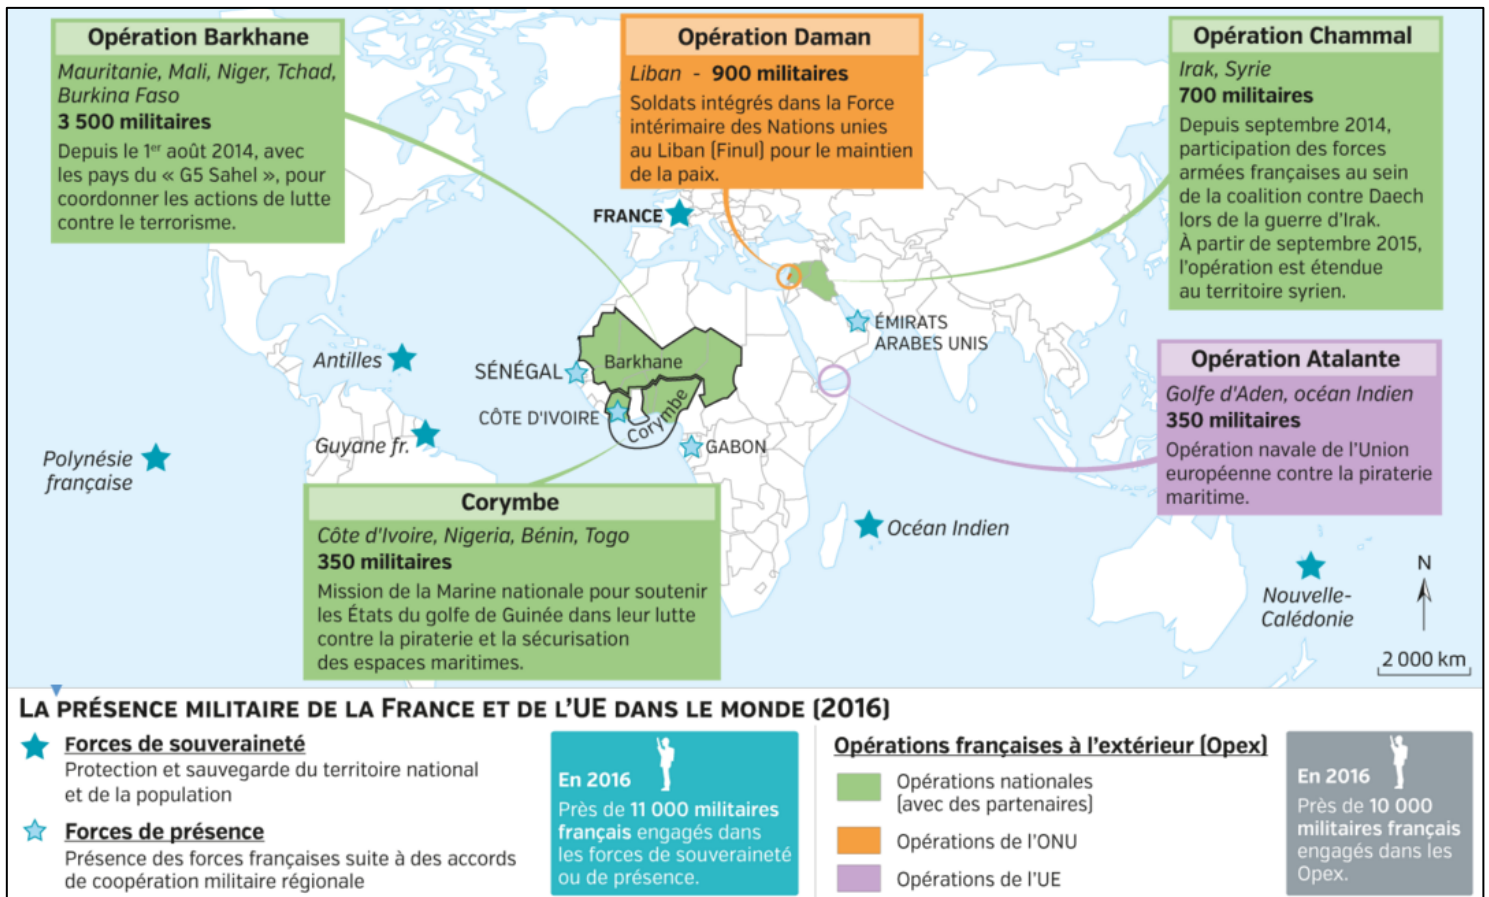 Opération Barkhane
Mauritanie, Mali, Niger, Tchad,
Burkina Faso
3 500 militaires
Depuis le 1er août 2014, avec
les pays du « G5 Sahel », pour
coordonner les actions de lutte
contre le terrorisme.
Opération Daman
Liban - 900 militaires
Soldats intégrés dans la Force
intérimaire des Nations unies
au Liban (Finul) pour le maintien
de la paix.
Opération Chammal
Irak, Syrie
700 militaires
Depuis septembre 2014,
participation des forces
armées françaises au sein
de la coalition contre Daech
lors de la guerre d'Irak.
À partir de septembre 2015,
l'opération est étendue
au territoire syrien.
FRANCE
ÉMIRATS
ARABES UNIS
Antilles
SÉNÉGAL
Barkhane
CÔTE D'IVOIRE
Corymbe
GABON
Guyane fr.
Polynésie
française
Opération Atalante
Golfe d'Aden, océan Indien
350 militaires
Opération navale de l'Union
européenne contre la piraterie
maritime.
Corymbe
Côte d'Ivoire, Nigeria, Bénin, Togo
350 militaires
Mission de la Marine nationale pour soutenir
les États du golfe de Guinée dans leur lutte
contre la piraterie et la sécurisation
des espaces maritimes.
Océan Indien
Nouvelle-
Calédonie
N
2 000 km
LA PRÉSENCE MILITAIRE DE LA FRANCE ET DE L'UE DANS LE MONDE (2016)
Forces de souveraineté
Protection et sauvegarde du territoire national
et de la population
Forces de présence
Présence des forces françaises suite à des accords
de coopération militaire régionale
En 2016
Près de 11 000 militaires
français engagés dans
les forces de souveraineté
ou de présence.
Opérations françaises à l'extérieur (Opex)
Opérations nationales
(avec des partenaires)
Opérations de l'ONU
Opérations de l'UE
En 2016
Près de 10 000
militaires français
engagés dans les
Opex.